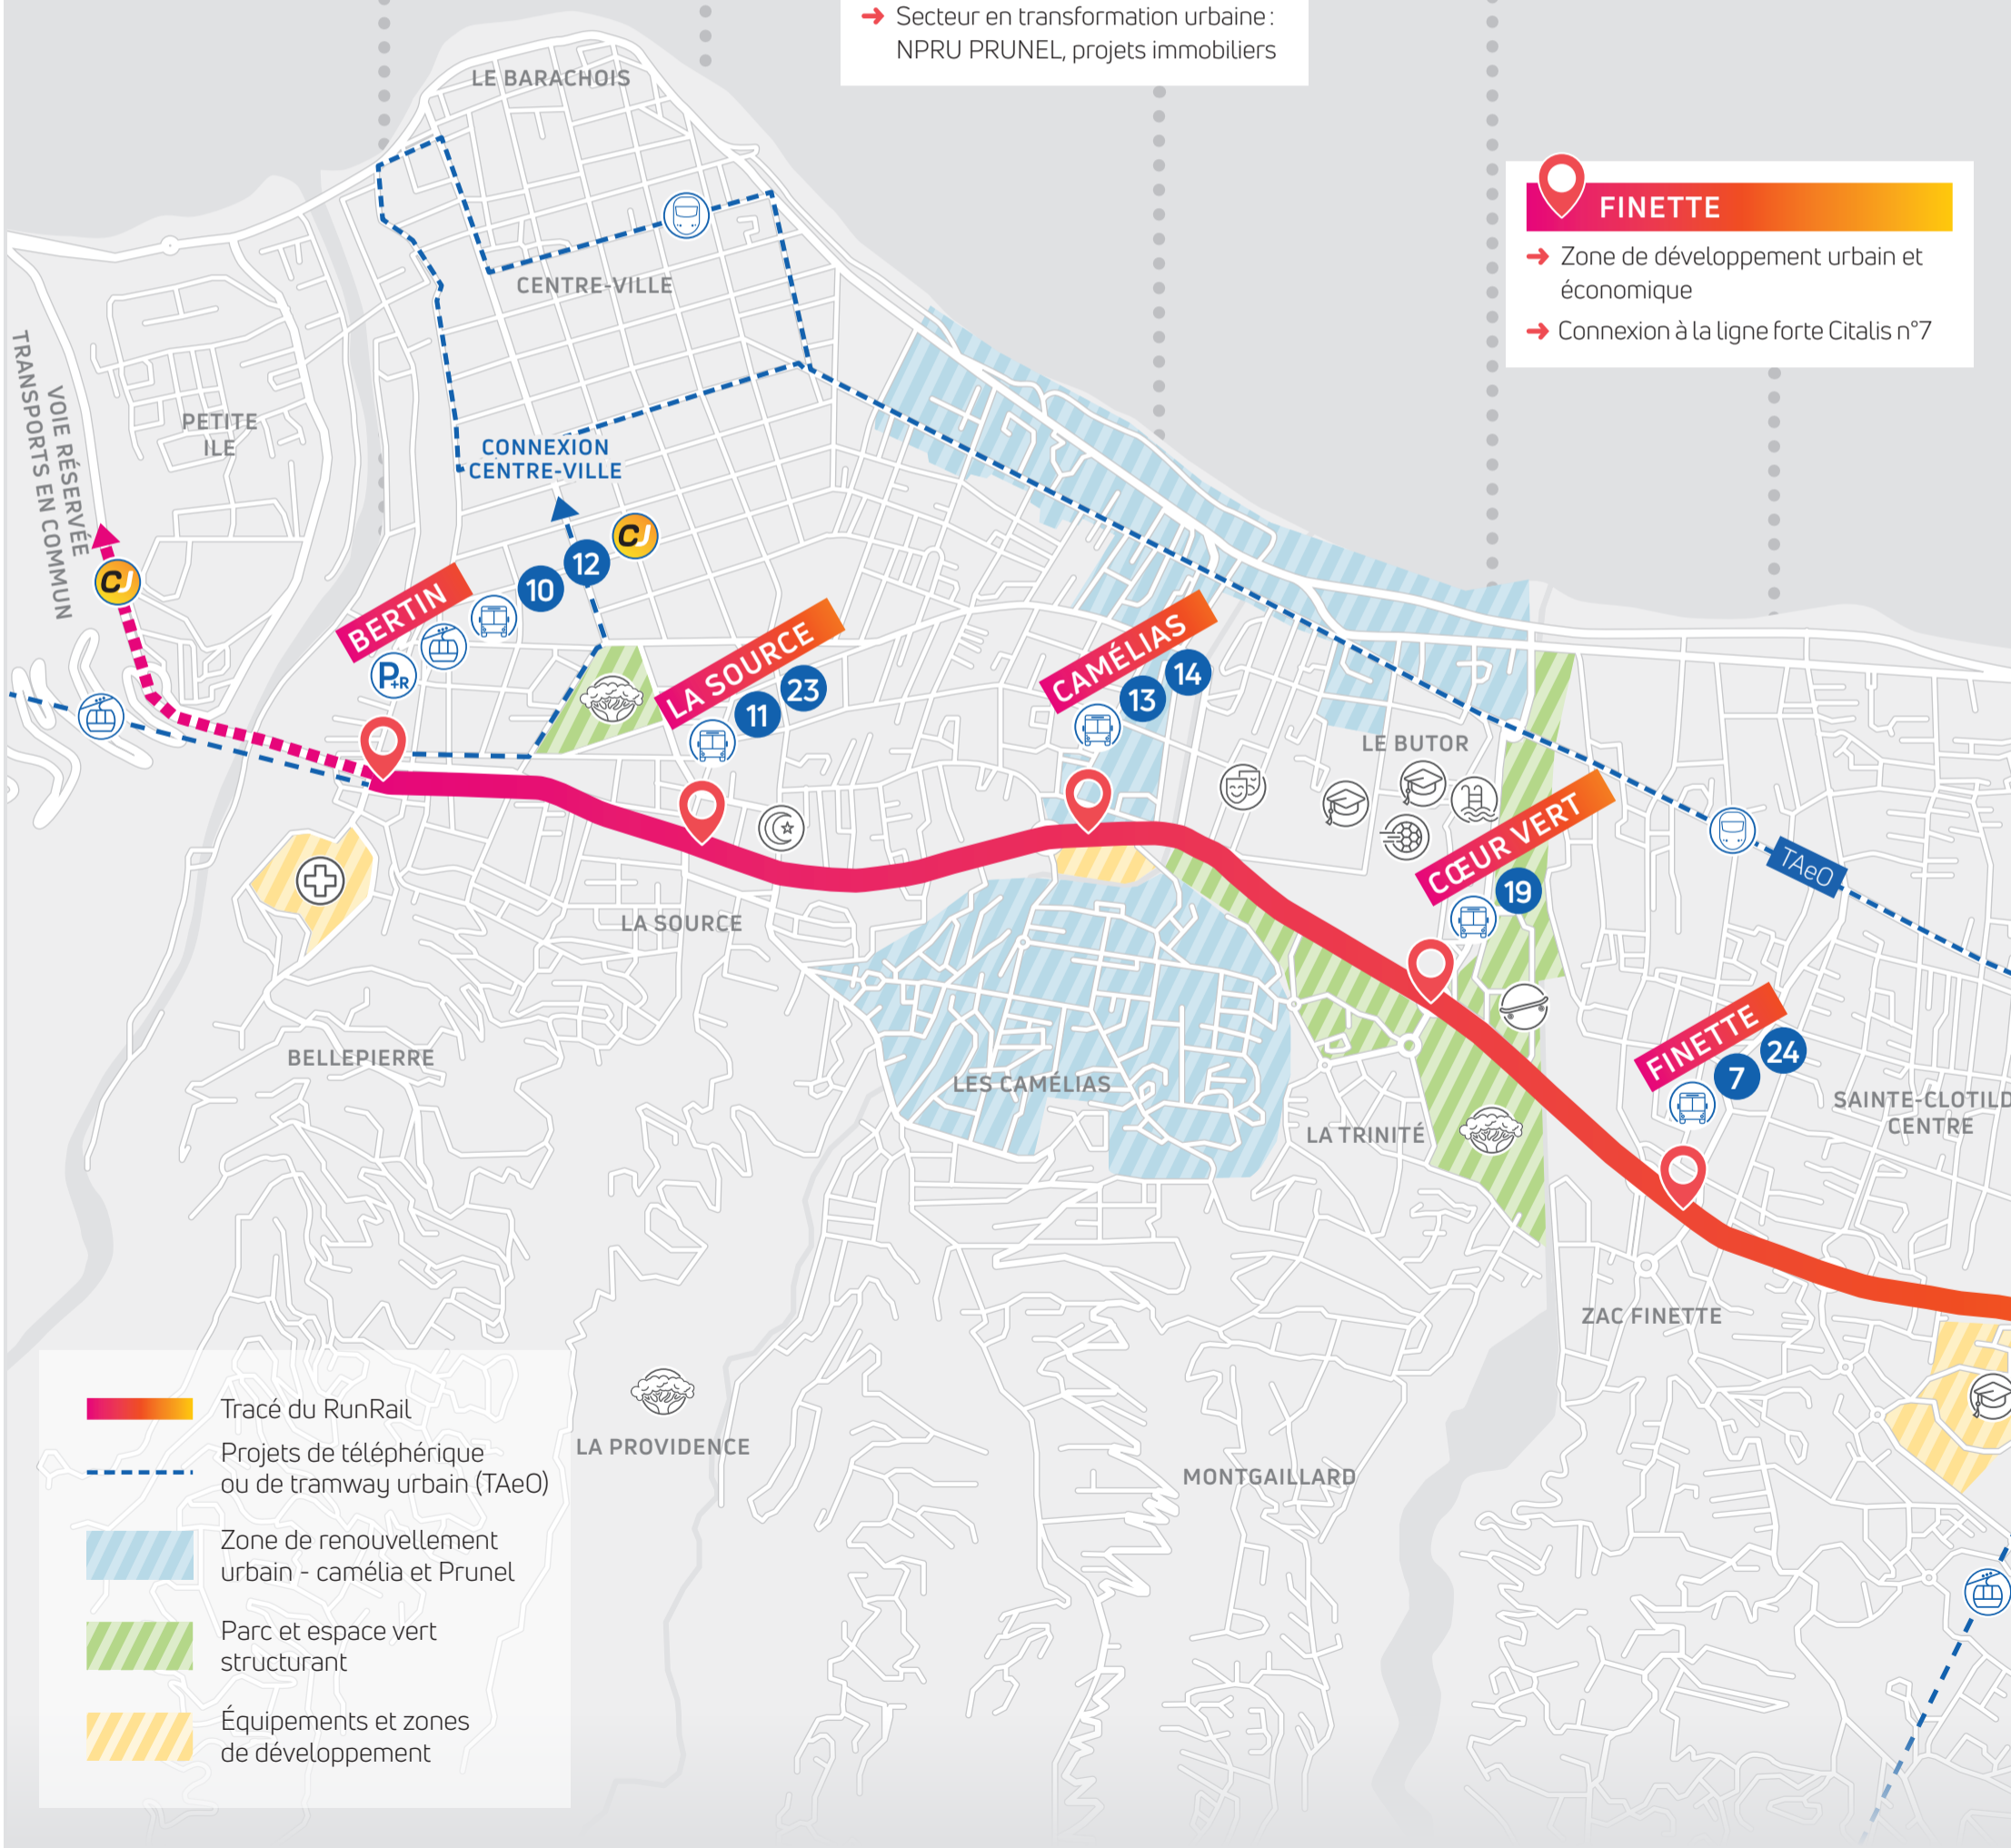 Secteur en transformation urbaine :
NPRU PRUNEL, projets immobiliers
LE BARACHOIS
FINETTE
Zone de développement urbain et
économique
Connexion à la ligne forte Citalis n°7
CENTRE-VILLE
VOIE RÉSERVÉE
TRANSPORTS EN COMMUN
PETITE
ILE
CONNEXION
CENTRE-VILLE
CJ
CJ
BERTIN
10
12
P+R
LA SOURCE
11
23
CAMÉLIAS
13
14
LE BUTOR
CŒUR VERT
19
TAeO
LA SOURCE
BELLEPIERRE
LES CAMÉLIAS
LA TRINITÉ
FINETTE
7
24
SAINTE-CLOTILD
CENTRE
ZAC FINETTE
LA PROVIDENCE
MONTGAILLARD
Tracé du RunRail
Projets de téléphérique
ou de tramway urbain (TAeO)
Zone de renouvellement
urbain - camélia et Prunel
Parc et espace vert
structurant
Équipements et zones
de développement